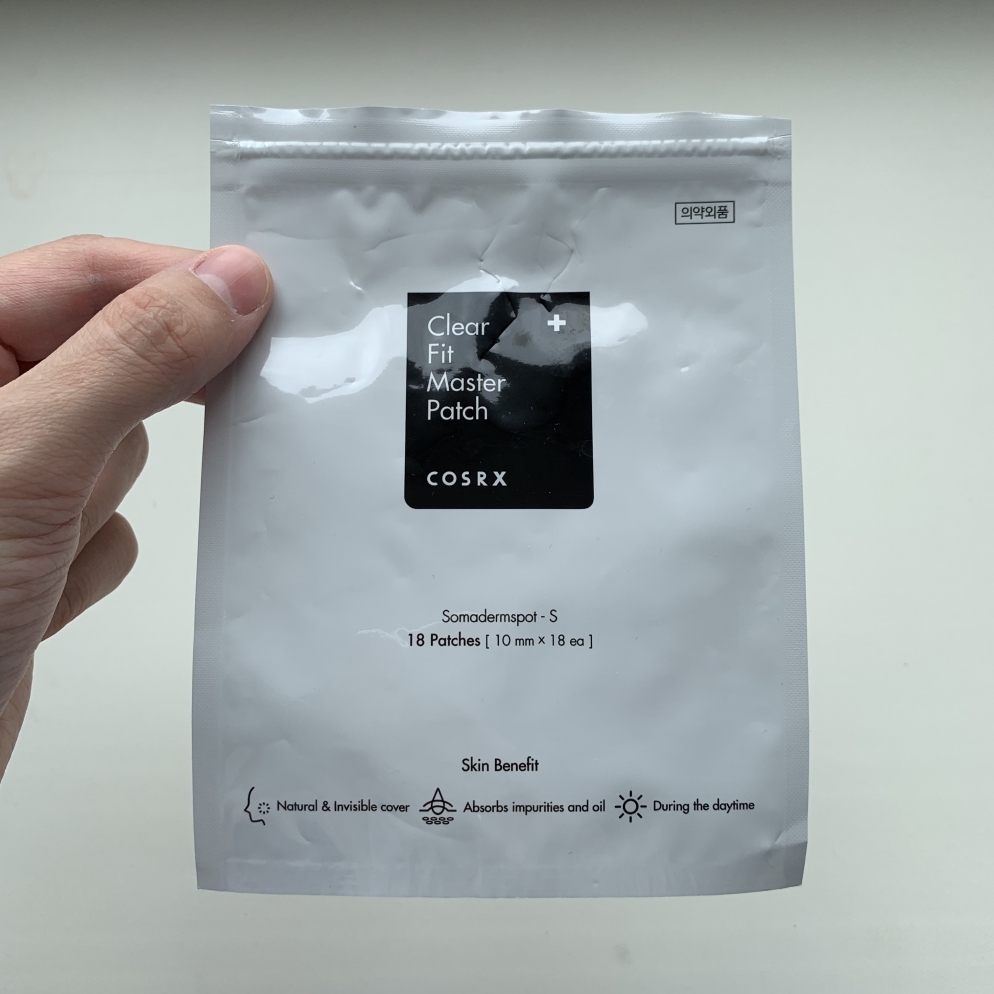 의약외품
Clear
Fit
Master
Patch
COSRX
Somadermspot - S
18 Patches [ 10 mm × 18 ea ]
Skin Benefit
Natural & Invisible cover Absorbs impurities and oil During the daytime